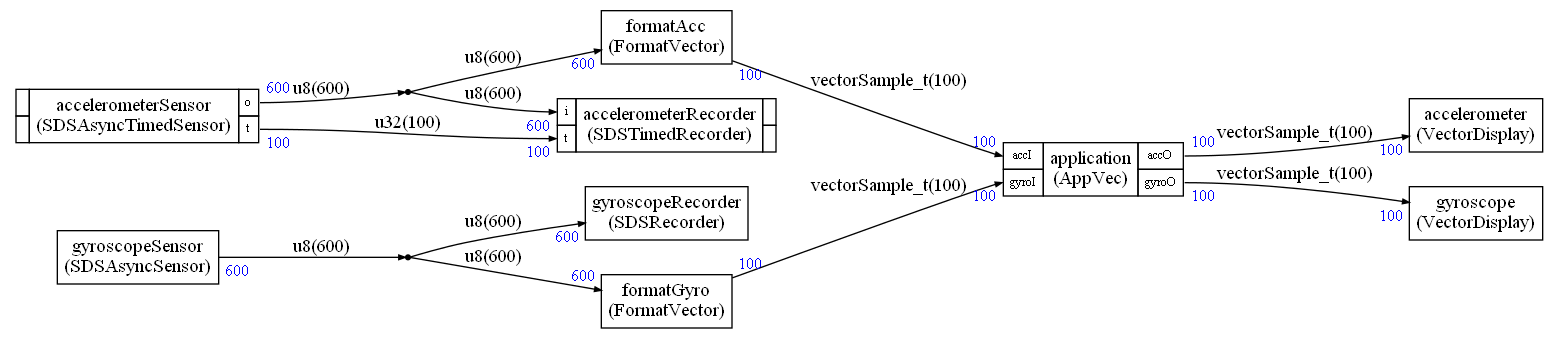 formatAcc
(FormatVector)
u8(600)
600
100
vectorSample_t(100)
accelerometerSensor
(SDSAsyncTimedSensor)
o
t
600
u8(600)
100
u32(100)
u8(600)
600
100
i
t
accelerometerRecorder
(SDSTimedRecorder)
gyroscopeSensor
(SDSAsyncSensor)
600
u8(600)
u8(600)
600
gyroscopeRecorder
(SDSRecorder)
u8(600)
600
formatGyro
(FormatVector)
100
vectorSample_t(100)
100
100
accI
gyroI
application
(AppVec)
accO
gyroO
100
vectorSample_t(100)
100
accelerometer
(VectorDisplay)
100
vectorSample_t(100)
100
gyroscope
(VectorDisplay)